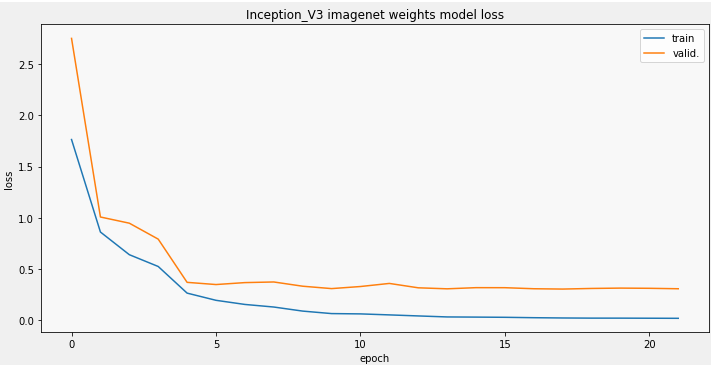 Inception_V3 imagenet weights model loss
train
valid.
2.5
2.0
1.5
1.0
0.5
0.0
loss
0 5 10 15 20
epoch